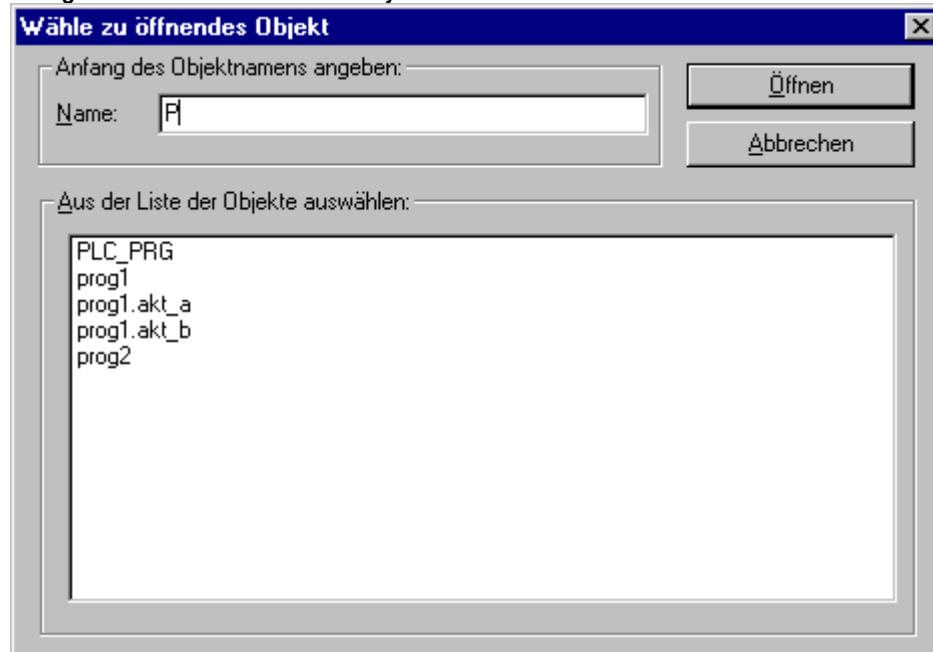 Wähle zu öffnendes Objekt
Anfang des Objektnamens angeben:
Name: P
Öffnen
Abbrechen
Aus der Liste der Objekte auswählen:
PLC_PRG
prog1
prog1.akt_a
prog1.akt_b
prog2